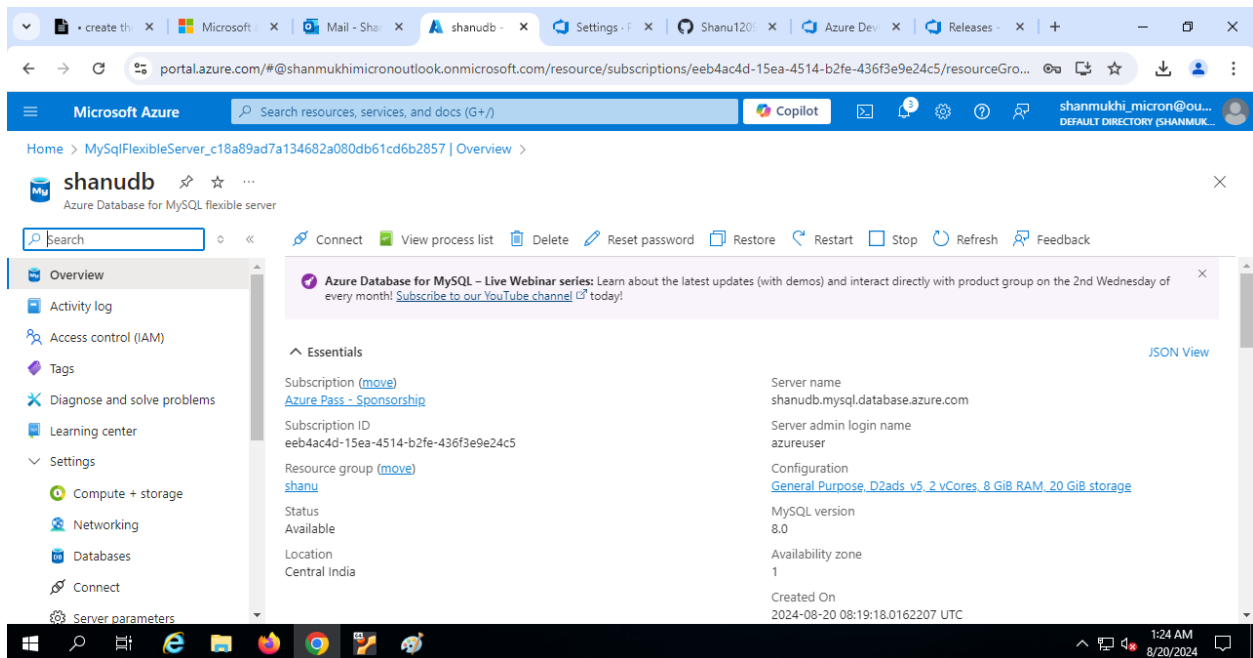 • create th
Microsoft
Mail - Sha
shanudb -
Settings - P
Shanu120
Azure Dev
Releases -
portal.azure.com/#@shanmukhimicronoutlook.onmicrosoft.com/resource/subscriptions/eeb4ac4d-15ea-4514-b2fe-436f3e9e24c5/resourceGro...
Microsoft Azure
Search resources, services, and docs (G+/)
Copilot
3
shanmukhi_micron@ou...
DEFAULT DIRECTORY (SHANMUK...
Home > MySqlFlexibleServer_c18a89ad7a134682a080db61cd6b2857 | Overview >
My
shanudb
...
Azure Database for MySQL flexible server
Search
Connect
View process list
Delete
Reset password
Restore
Restart
Stop
Refresh
Feedback
Overview
Activity log
Access control (IAM)
Tags
Diagnose and solve problems
Learning center
Settings
Compute + storage
Networking
Databases
Connect
Server parameters
Azure Database for MySQL – Live Webinar series: Learn about the latest updates (with demos) and interact directly with product group on the 2nd Wednesday of
every month! Subscribe to our YouTube channel today!
Essentials
JSON View
Subscription (move)
Azure Pass - Sponsorship
Subscription ID
eeb4ac4d-15ea-4514-b2fe-436f3e9e24c5
Resource group (move)
shanu
Status
Available
Location
Central India
Server name
shanudb.mysql.database.azure.com
Server admin login name
azureuser
Configuration
General Purpose, D2ads_v5, 2 vCores, 8 GiB RAM, 20 GiB storage
MySQL version
8.0
Availability zone
1
Created On
2024-08-20 08:19:18.0162207 UTC
1:24 AM
8/20/2024